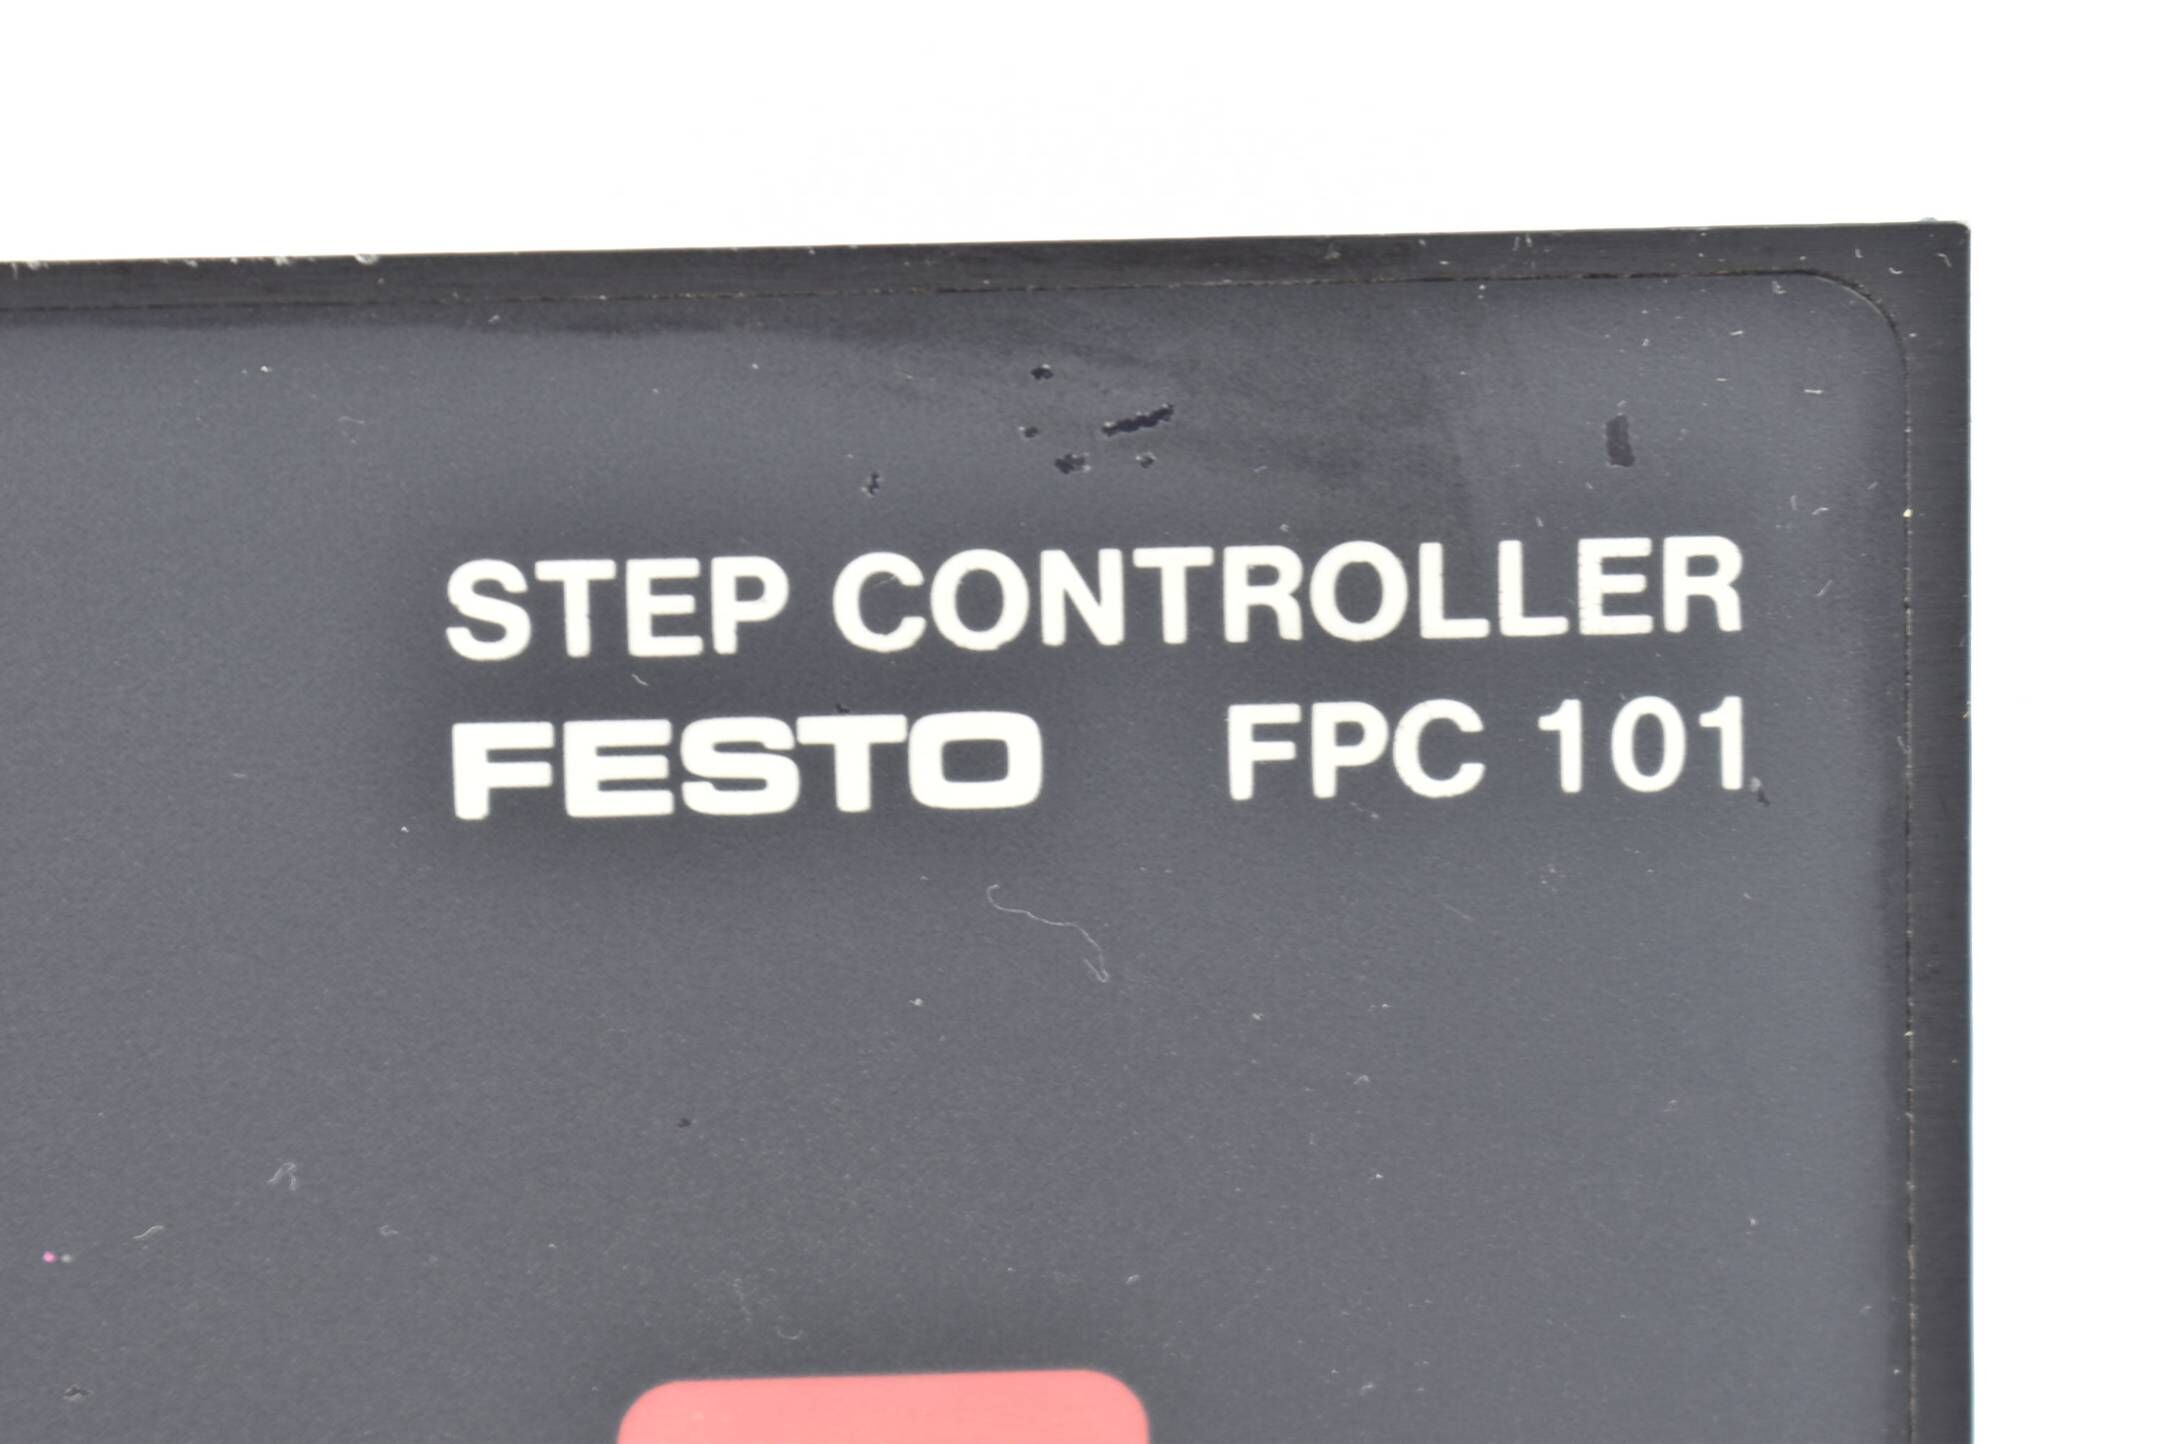 STEP CONTROLLER
FESTO FPC 101